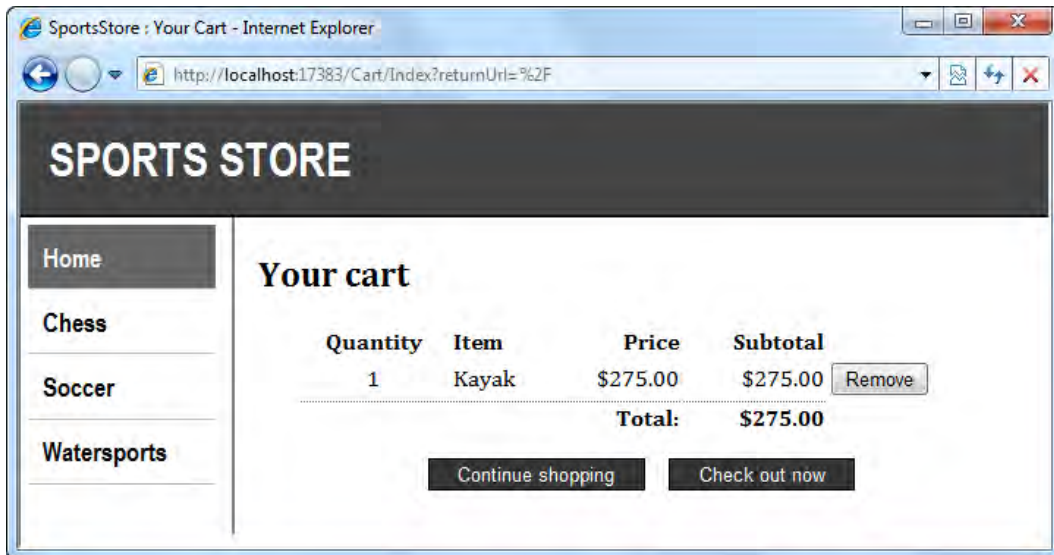 SportsStore : Your Cart - Internet Explorer
http://localhost:17383/Cart/Index?returnUrl=%2F
SPORTS STORE
Home
Chess
Soccer
Watersports
Your cart
Quantity Item Price Subtotal
1 Kayak $275.00 $275.00 Remove
Total: $275.00
Continue shopping Check out now